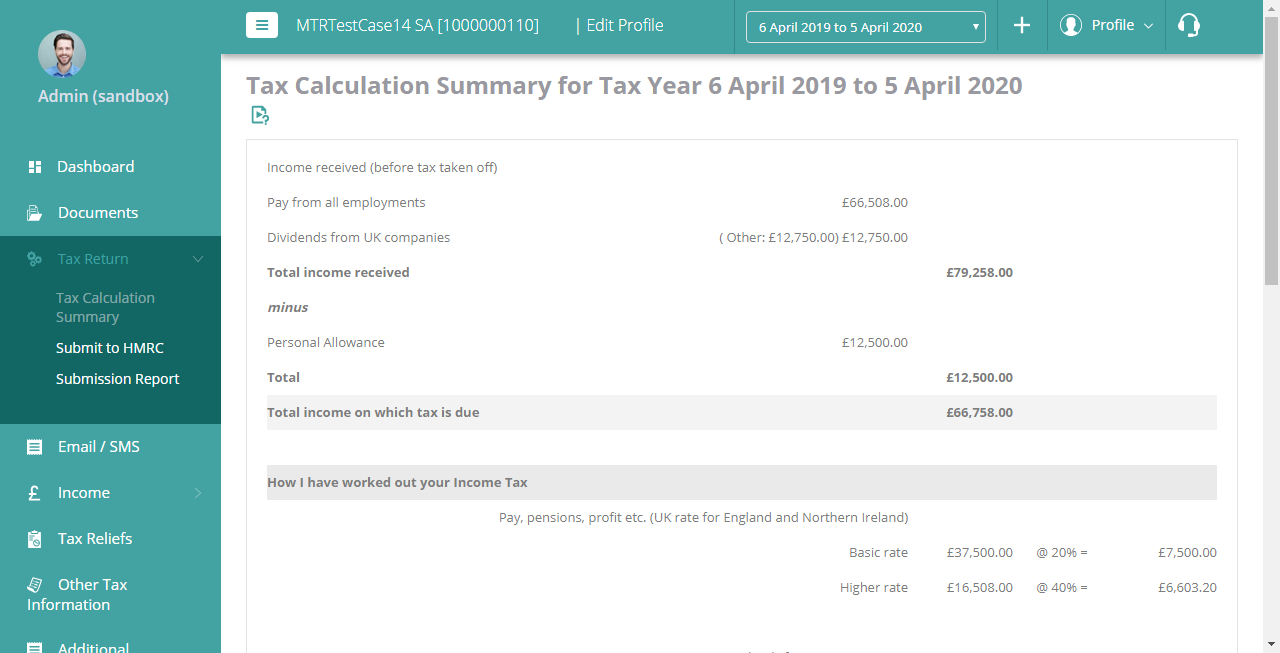 MTRTestCase14 SA [1000000110] | Edit Profile 6 April 2019 to 5 April 2020 Profile
Admin (sandbox)
Dashboard
Documents
Tax Return
Tax Calculation
Summary
Submit to HMRC
Submission Report
Email / SMS
Income
Tax Reliefs
Other Tax
Information
Additional
Tax Calculation Summary for Tax Year 6 April 2019 to 5 April 2020
Income received (before tax taken off)
Pay from all employments £66,508.00
Dividends from UK companies ( Other: £12,750.00) £12,750.00
Total income received £79,258.00
minus
Personal Allowance £12,500.00
Total £12,500.00
Total income on which tax is due £66,758.00
How I have worked out your Income Tax
Pay, pensions, profit etc. (UK rate for England and Northern Ireland)
Basic rate £37,500.00 @ 20% = £7,500.00
Higher rate £16,508.00 @ 40% = £6,603.20